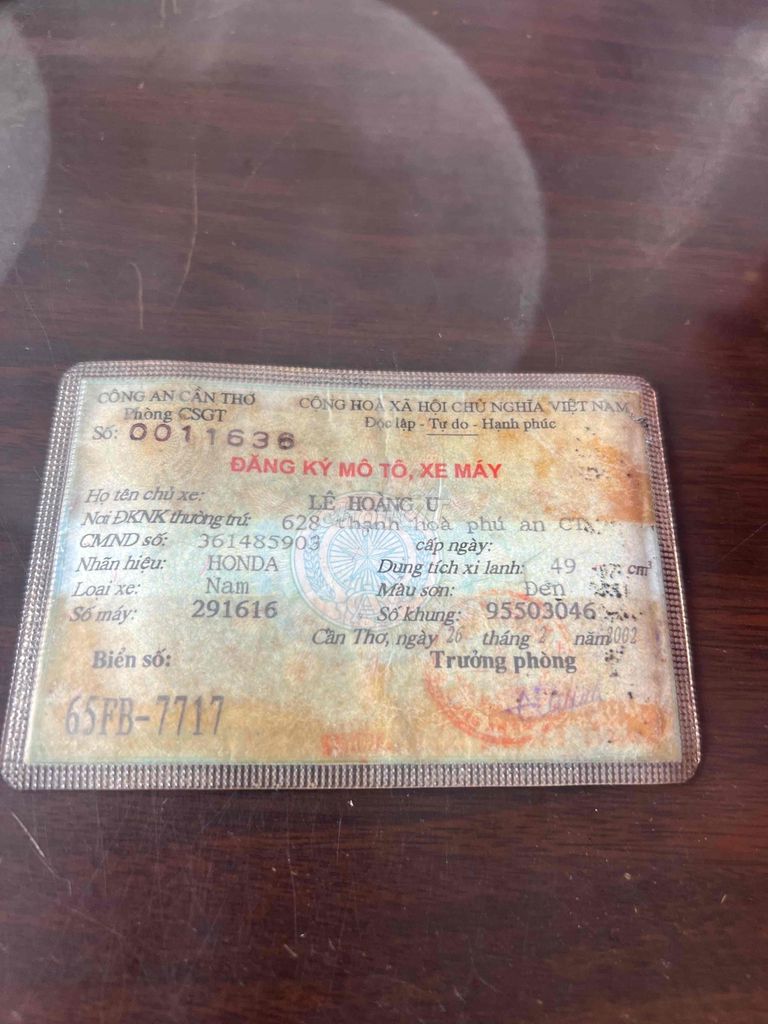 CÔNG AN CẦN THƠ
Phòng CSGT
Số: 0011636
CỘNG HOÀ XÃ HỘI CHỦ NGHĨA VIỆT NAM
Độc lập - Tự do - Hạnh phúc
ĐĂNG KÝ MÔ TÔ, XE MÁY
Họ tên chủ xe: LÊ HOÀNG U
Nơi ĐKNK thường trú: 628 thạnh hoà phú an
CMND số: 361485903 cấp ngày:
Nhãn hiệu: HONDA Dung tích xi lanh: 49 cm³
Loại xe: Nam Màu sơn: Đen
Số máy: 291616 Số khung: 95503046
Cần Thơ, ngày 26 tháng 2 năm 2002
Biển số: Trưởng phòng
65FB-7717